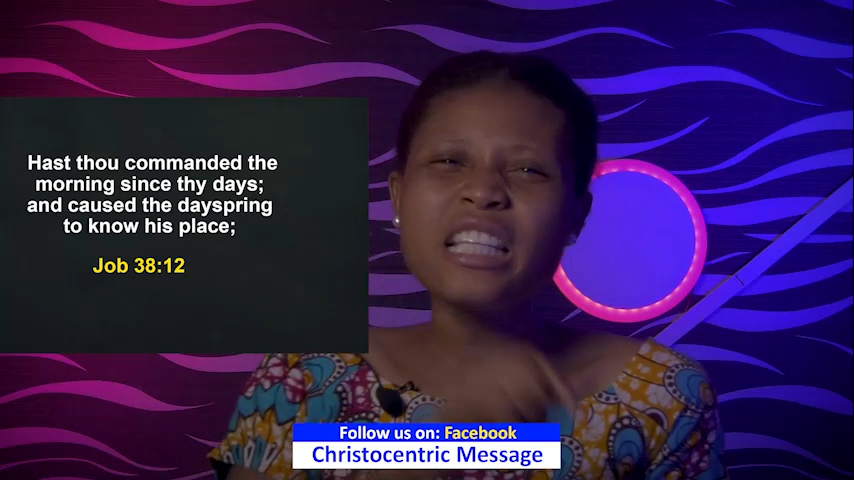 Hast thou commanded the
morning since thy days;
and caused the dayspring
to know his place;
Job 38:12
Follow us on: Facebook
Christocentric Message